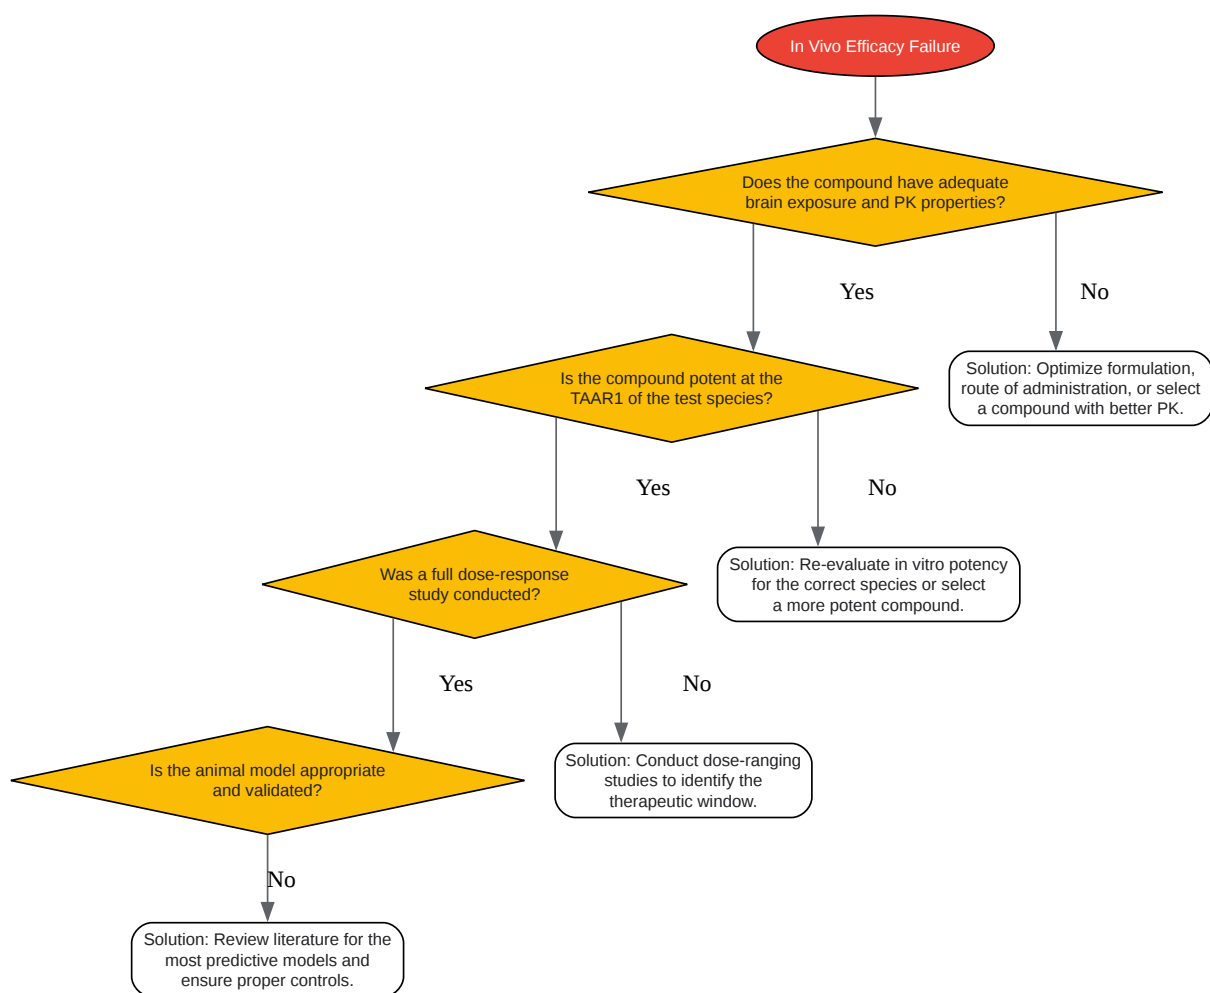 In Vivo Efficacy Failure
Does the compound have adequate
brain exposure and PK properties?
Yes
No
Is the compound potent at the
TAAR1 of the test species?
Solution: Optimize formulation,
route of administration, or select
a compound with better PK.
Yes
No
Was a full dose-response
study conducted?
Solution: Re-evaluate in vitro potency
for the correct species or select
a more potent compound.
Yes
No
Is the animal model appropriate
and validated?
Solution: Conduct dose-ranging
studies to identify the
therapeutic window.
No
Solution: Review literature for the
most predictive models and
ensure proper controls.